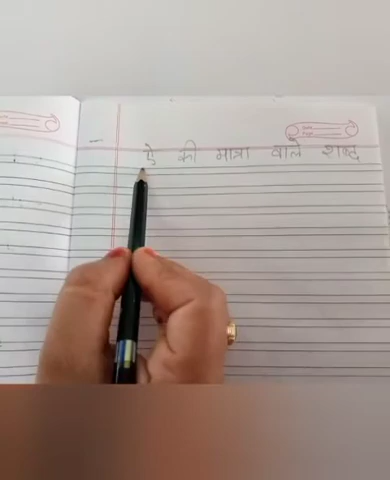 ऐ की मात्रा वाले शब्द